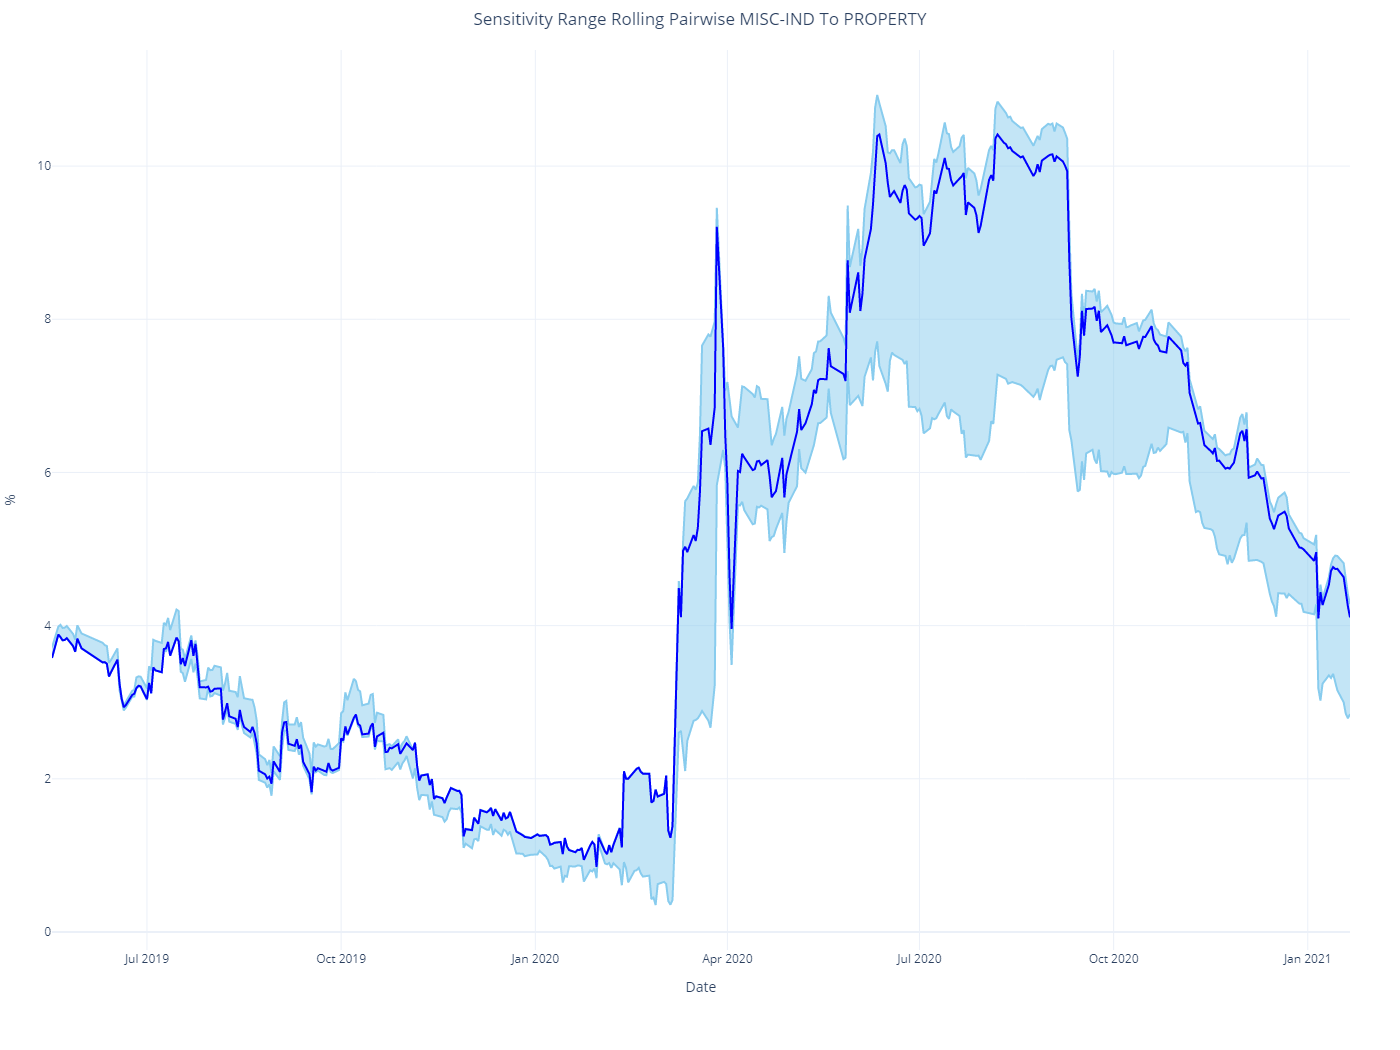 Sensitivity Range Rolling Pairwise MISC-IND To PROPERTY
10
8
6
%
4
2
0
Jul 2019 Oct 2019 Jan 2020 Apr 2020 Jul 2020 Oct 2020 Jan 2021
Date